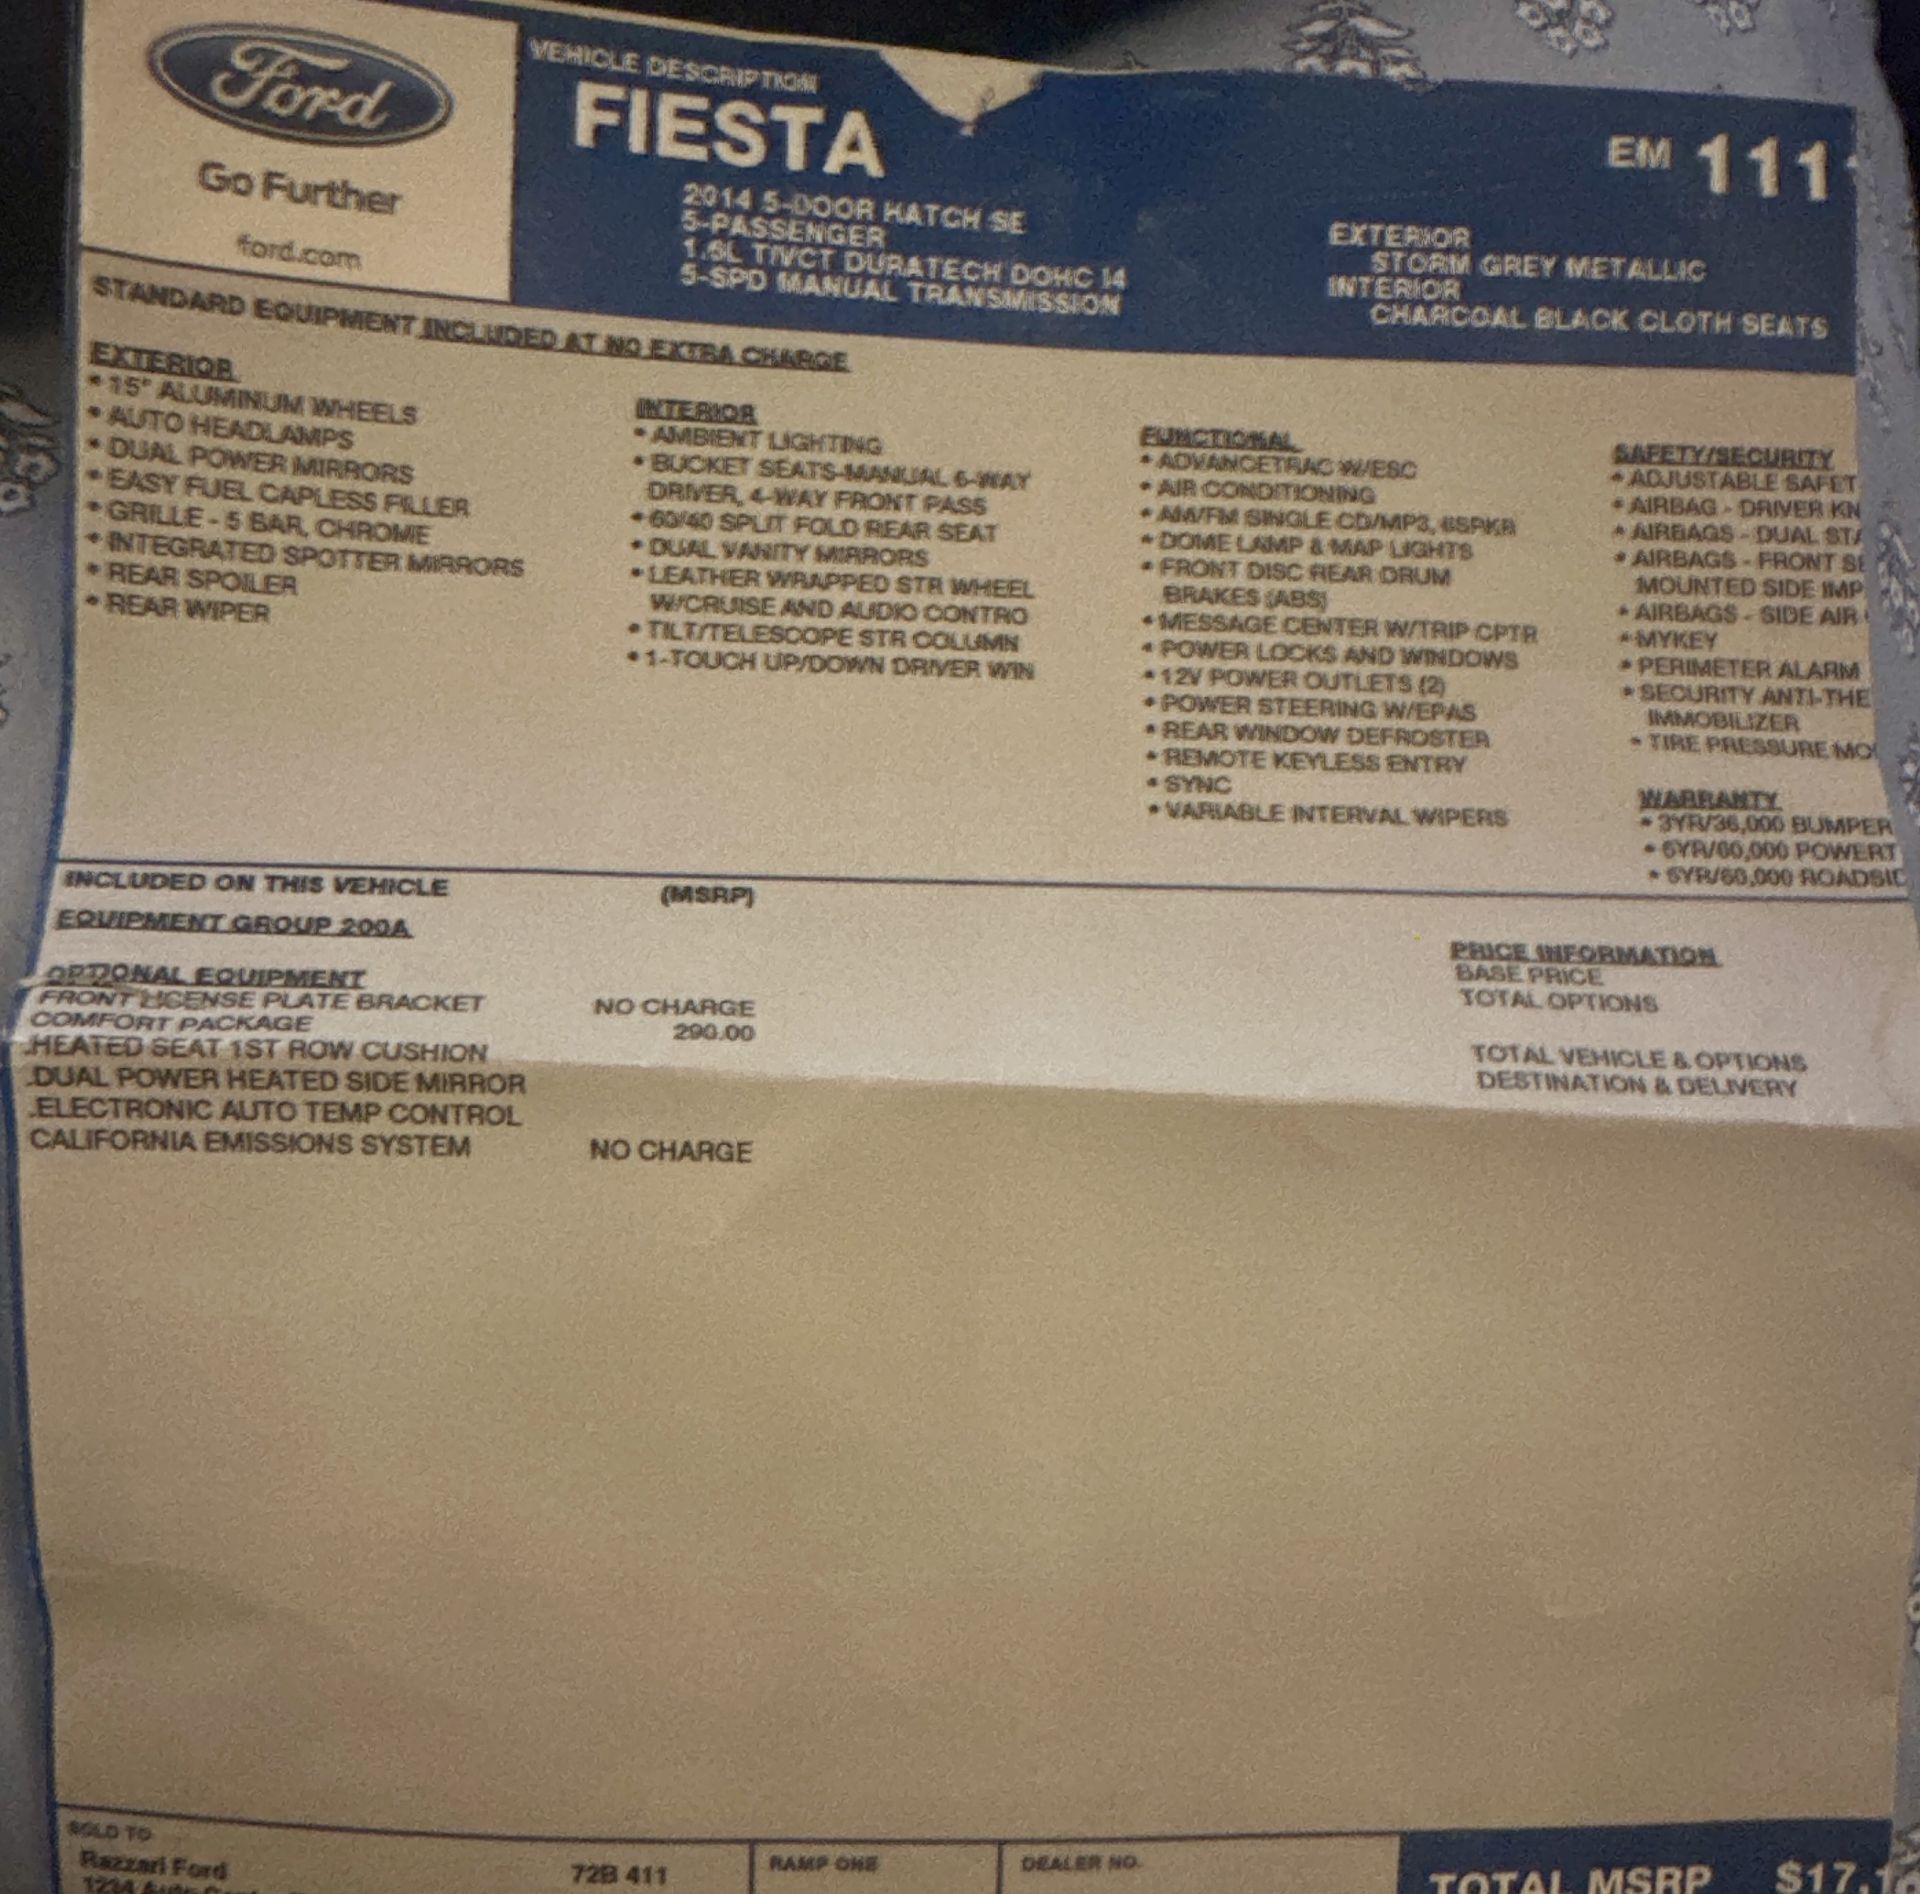 Ford
Go Further
ford.com
VEHICLE DESCRIPTION
FIESTA
2014 5-DOOR HATCH SE
5-PASSENGER
1.6L TIVCT DURATECH DOHC I4
5-SPD MANUAL TRANSMISSION
EM 111
EXTERIOR
STORM GREY METALLIC
INTERIOR
CHARCOAL BLACK CLOTH SEATS
STANDARD EQUIPMENT INCLUDED AT NO EXTRA CHARGE
EXTERIOR
• 15" ALUMINUM WHEELS
• AUTO HEADLAMPS
• DUAL POWER MIRRORS
• EASY FUEL CAPLESS FILLER
• GRILLE - 5 BAR, CHROME
• INTEGRATED SPOTTER MIRRORS
• REAR SPOILER
• REAR WIPER
INTERIOR
• AMBIENT LIGHTING
• BUCKET SEATS-MANUAL 6-WAY
DRIVER, 4-WAY FRONT PASS
• 60/40 SPLIT FOLD REAR SEAT
• DUAL VANITY MIRRORS
• LEATHER WRAPPED STR WHEEL
W/CRUISE AND AUDIO CONTRO
• TILT/TELESCOPE STR COLUMN
• 1-TOUCH UP/DOWN DRIVER WIN
FUNCTIONAL
• ADVANCETRAC W/ESC
• AIR CONDITIONING
• AM/FM SINGLE CD/MP3, 6SPKR
• DOME LAMP & MAP LIGHTS
• FRONT DISC REAR DRUM
BRAKES (ABS)
• MESSAGE CENTER W/TRIP CPTR
• POWER LOCKS AND WINDOWS
• 12V POWER OUTLETS (2)
• POWER STEERING W/EPAS
• REAR WINDOW DEFROSTER
• REMOTE KEYLESS ENTRY
• SYNC
• VARIABLE INTERVAL WIPERS
SAFETY/SECURITY
• ADJUSTABLE SAFET
• AIRBAG - DRIVER KN
• AIRBAGS - DUAL STA
• AIRBAGS - FRONT SE
MOUNTED SIDE IMP
• AIRBAGS - SIDE AIR
• MYKEY
• PERIMETER ALARM
• SECURITY ANTI-THE
IMMOBILIZER
• TIRE PRESSURE MO
WARRANTY
• 3YR/36,000 BUMPER
• 5YR/60,000 POWERT
• 5YR/60,000 ROADSID
INCLUDED ON THIS VEHICLE (MSRP)
EQUIPMENT GROUP 200A
OPTIONAL EQUIPMENT
FRONT LICENSE PLATE BRACKET NO CHARGE
COMFORT PACKAGE 290.00
.HEATED SEAT 1ST ROW CUSHION
.DUAL POWER HEATED SIDE MIRROR
.ELECTRONIC AUTO TEMP CONTROL
CALIFORNIA EMISSIONS SYSTEM NO CHARGE
PRICE INFORMATION
BASE PRICE
TOTAL OPTIONS
TOTAL VEHICLE & OPTIONS
DESTINATION & DELIVERY
SOLD TO
Razzari Ford 72B 411
1234 Auto
RAMP ONE
DEALER NO.
TOTAL MSRP $17,1